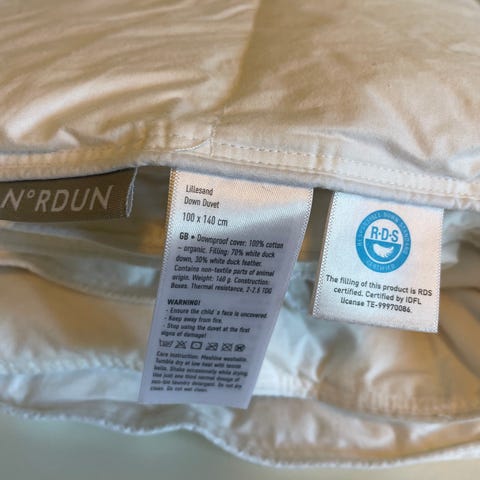 N°RDUN
Lillesand
Down Duvet
100 x 140 cm
GB • Downproof cover: 100% cotton
- organic. Filling: 70% white duck
down, 30% white duck feather.
Contains non-textile parts of animal
origin. Weight: 160 g. Construction:
Boxes. Thermal resistance, 2-2.5 TOG
WARNING!
- Ensure the child´s face is uncovered.
- Keep away from fire.
- Stop using the duvet at the first
signs of damage!
Care instruction: Machine washable.
Tumble dry at low heat with tennis
balls. Shake occasionally while drying.
Use just one third normal dosage of
non-bio laundry detergent. Do not dry
clean. Do not wet clean.
RESPONSIBLE DOWN STANDARD
R·D·S
CERTIFIED
The filling of this product is RDS
certified. Certified by IDFL
license TE-99970086.